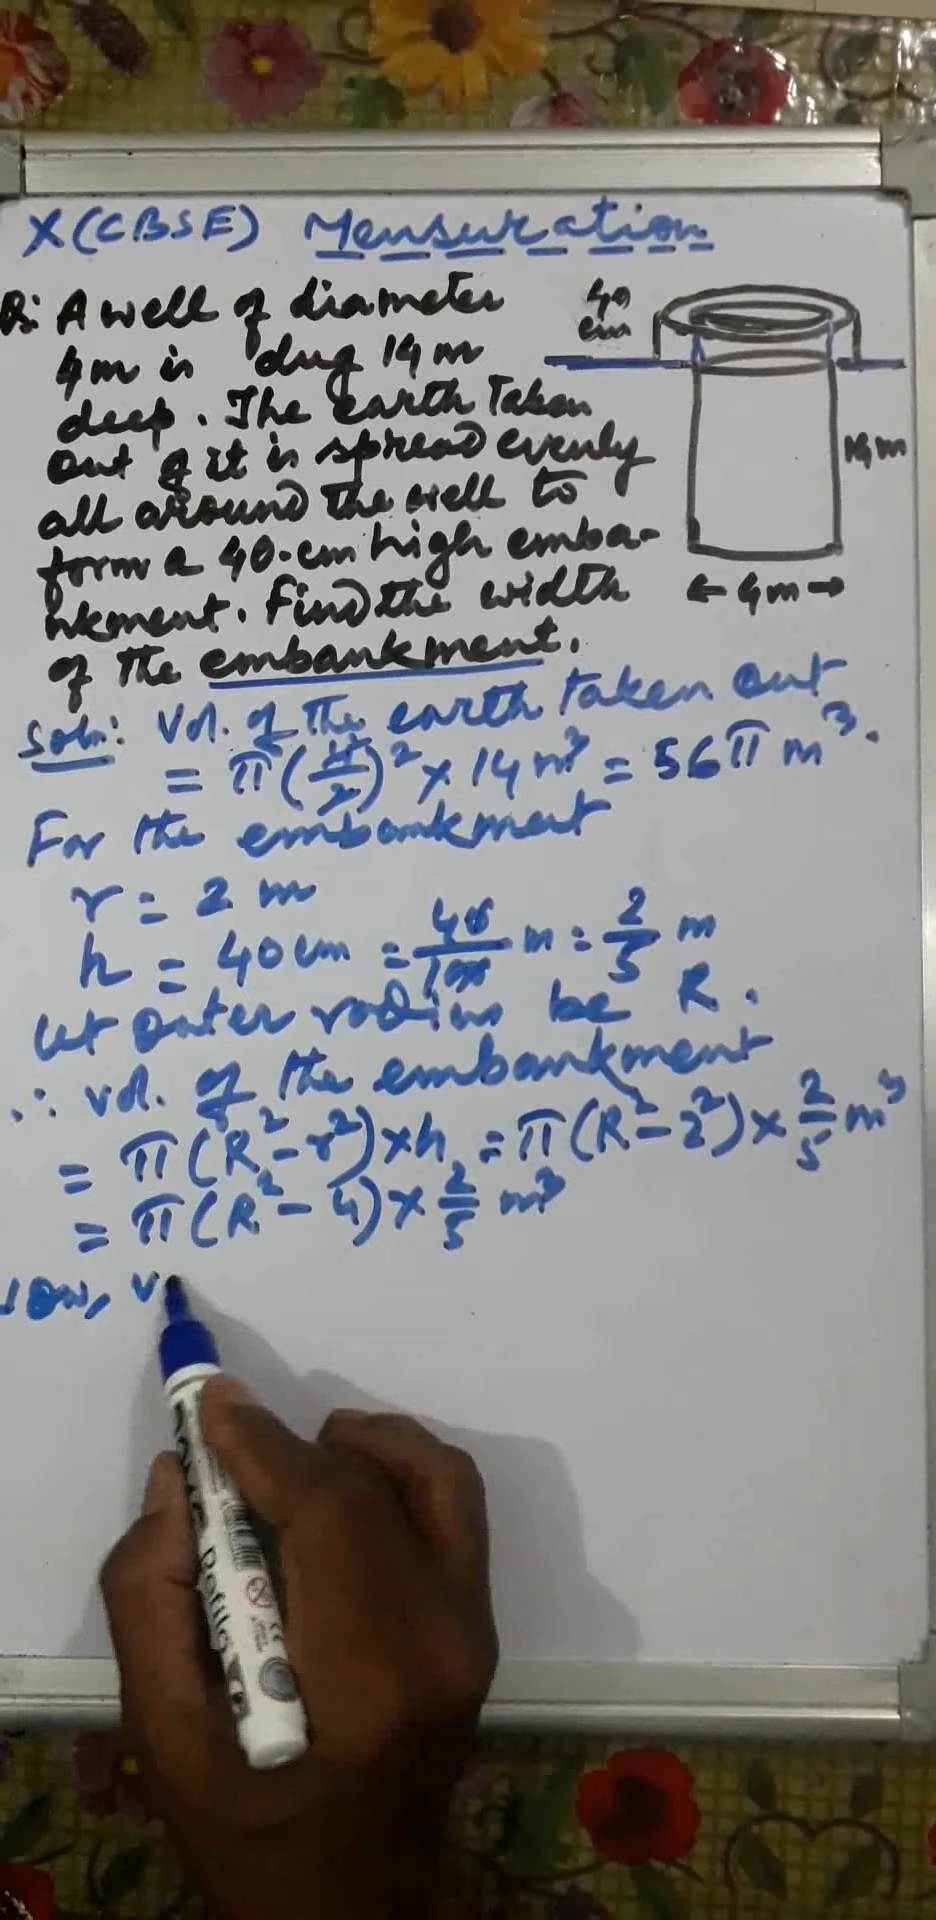 X (CBSE) Mensuration
Q: A well of diameter
4m is dug 14m
deep. The earth taken
out of it is spread evenly
all around the well to
form a 40-cm high emba-
nkment. Find the width
of the embankment.
40
cm
14m
← 4m →
Soln: Vol. of the earth taken out
= π(4/2)² × 14 m³ = 56π m³.
For the embankment
r = 2 m
h = 40 cm = 40/100 m = 2/5 m
Let outer radius be R.
∴ vol. of the embankment
= π(R²-r²)×h = π(R²-2²)×2/5 m³
= π(R²-4)×2/5 m³
Now, v
Refilo